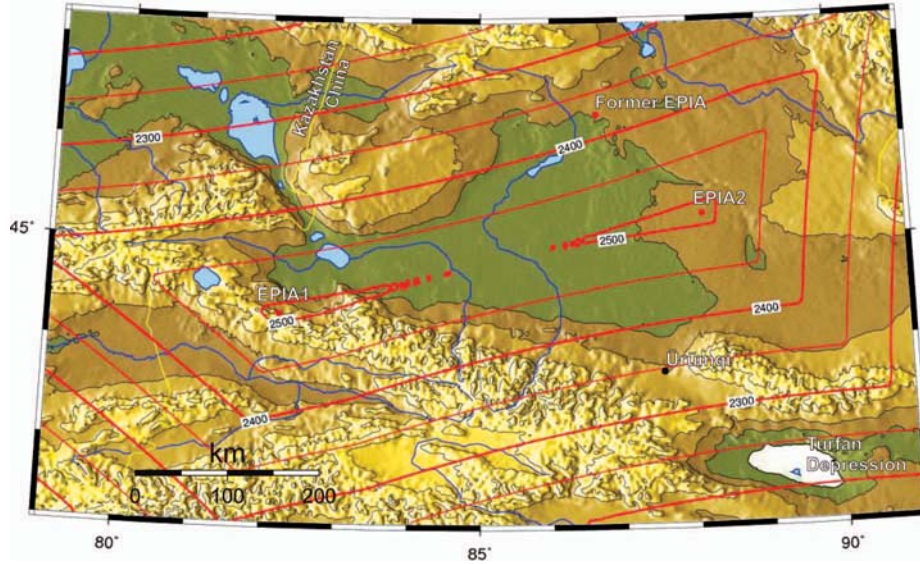 Kazakhstan
China
Former EPIA
2300
2400
45°
EPIA2
2500
EPIA1
2500
2400
Urumqi
2400
2300
km
0 100 200
Turfan
Depression
80°
85°
90°